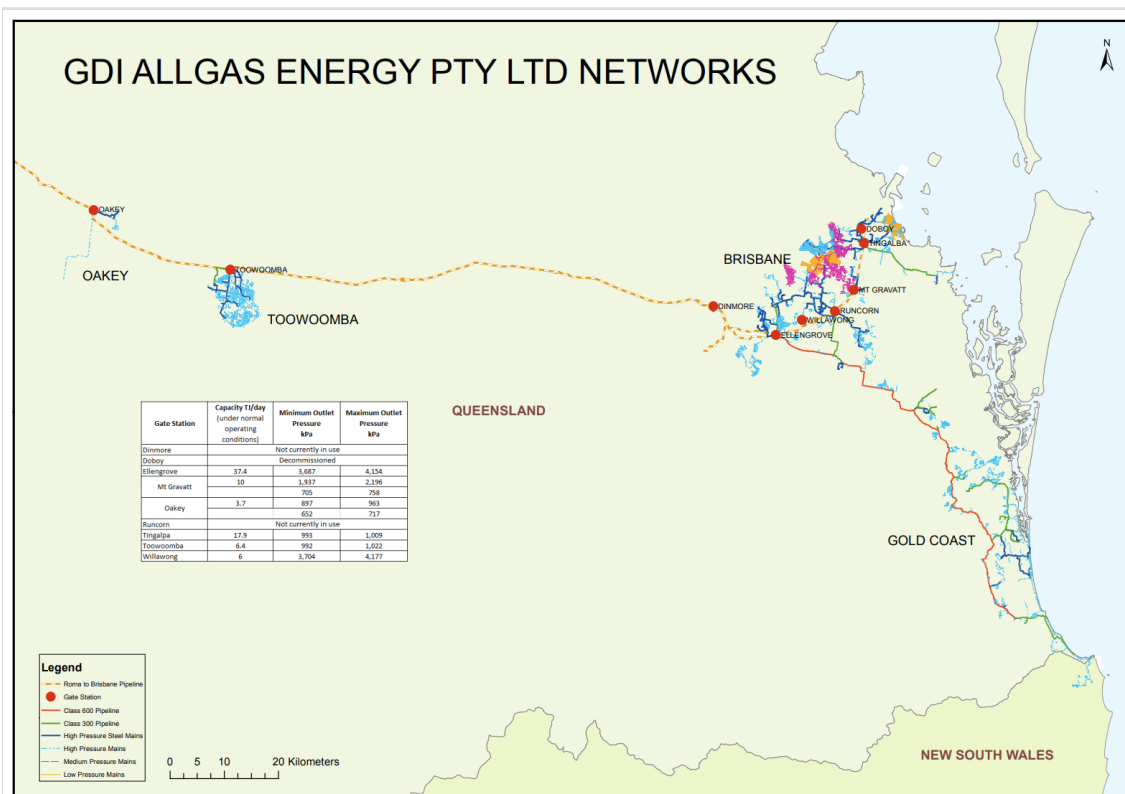 GDI ALLGAS ENERGY PTY LTD NETWORKS
N
OAKEY
OAKEY
TOOWOOMBA
TOOWOOMBA
BRISBANE
DOBOY
TINGALBA
MT GRAVATT
DINMORE
RUNCORN
WILLAWONG
ELLENGROVE
QUEENSLAND
GOLD COAST
NEW SOUTH WALES
Gate Station | Capacity TJ/day (under normal operating conditions) | Minimum Outlet Pressure kPa | Maximum Outlet Pressure kPa
Dinmore | Not currently in use
Doboy | Decommissioned
Ellengrove | 37.4 | 3,687 | 4,154
Mt Gravatt | 10 | 1,937 | 2,196
705 | 758
Oakey | 3.7 | 897 | 963
652 | 717
Runcorn | Not currently in use
Tingalpa | 17.9 | 993 | 1,009
Toowoomba | 6.4 | 992 | 1,022
Willawong | 6 | 3,704 | 4,177
Legend
Roma to Brisbane Pipeline
Gate Station
Class 600 Pipeline
Class 300 Pipeline
High Pressure Steel Mains
High Pressure Mains
Medium Pressure Mains
Low Pressure Mains
0 5 10 20 Kilometers